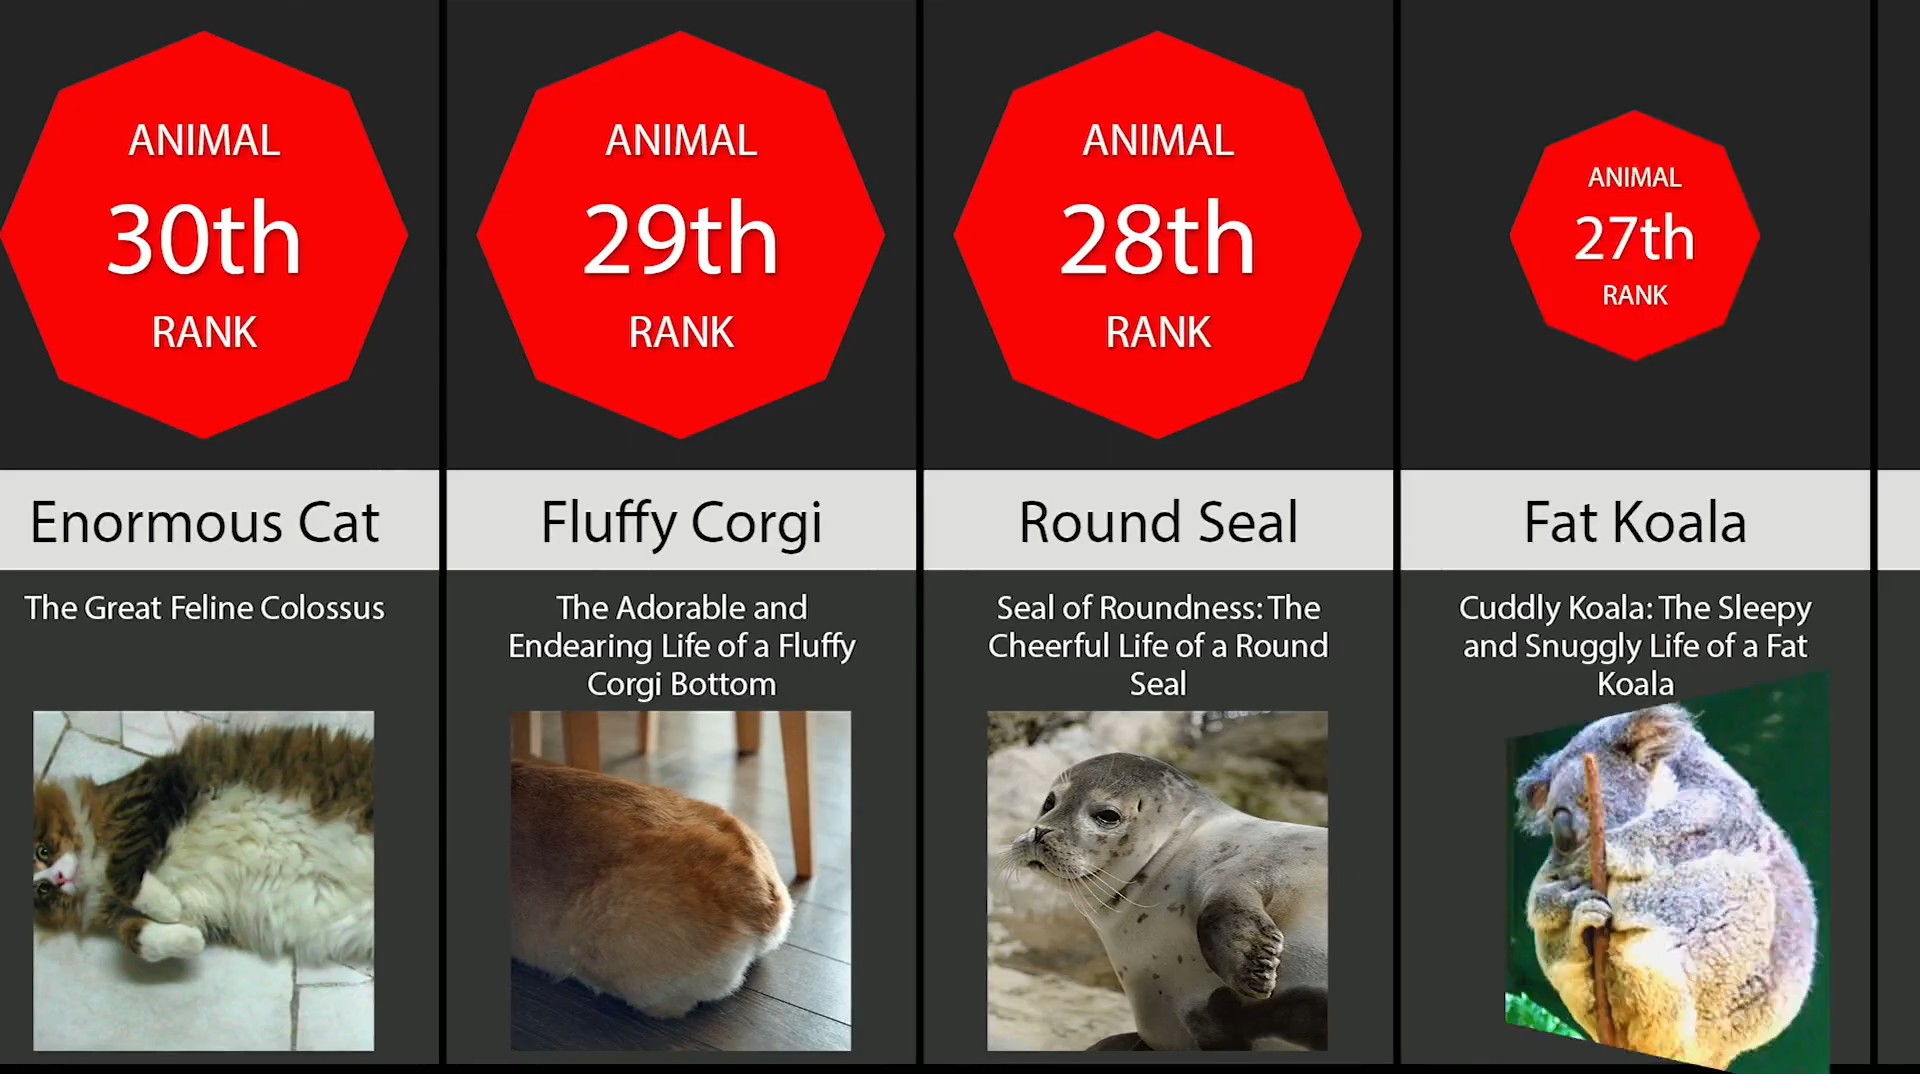 ANIMAL
30th
RANK
Enormous Cat
The Great Feline Colossus
ANIMAL
29th
RANK
Fluffy Corgi
The Adorable and
Endearing Life of a Fluffy
Corgi Bottom
ANIMAL
28th
RANK
Round Seal
Seal of Roundness: The
Cheerful Life of a Round
Seal
ANIMAL
27th
RANK
Fat Koala
Cuddly Koala: The Sleepy
and Snuggly Life of a Fat
Koala